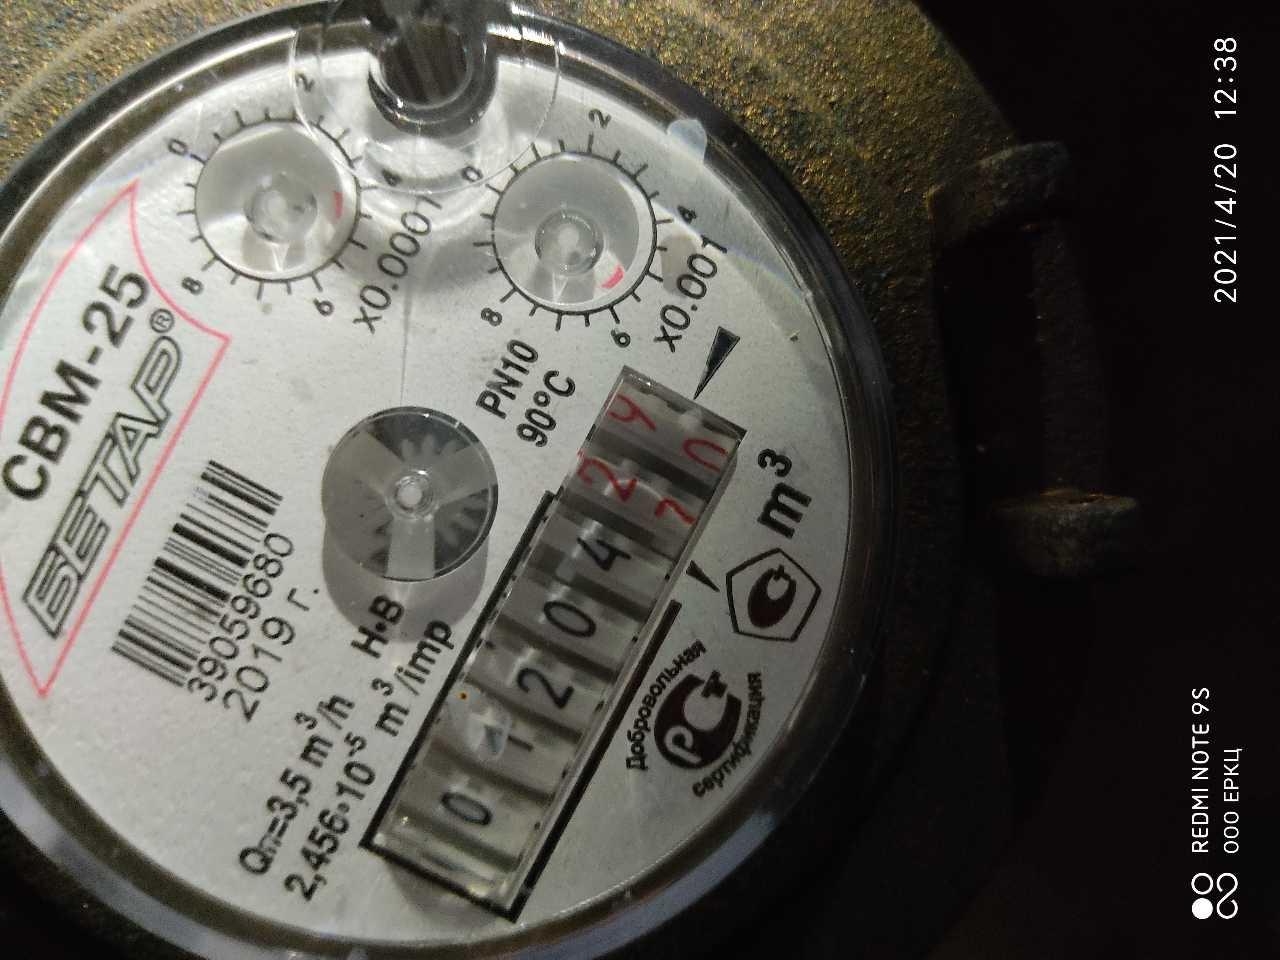 СВМ-25
БЕТАР®
39059680
2019 г.
Qn=3,5 m³/h
2,456·10⁻⁵ m³/imp
Н·В
PN10
90°C
0 2 4 6 8
x0.0001
0 2 4 6 8
x0.001
0 1 2 0 4 2
m³
Добровольная
РСТ
сертификация
2021/4/20 12:38
REDMI NOTE 9S
ООО ЕРКЦ